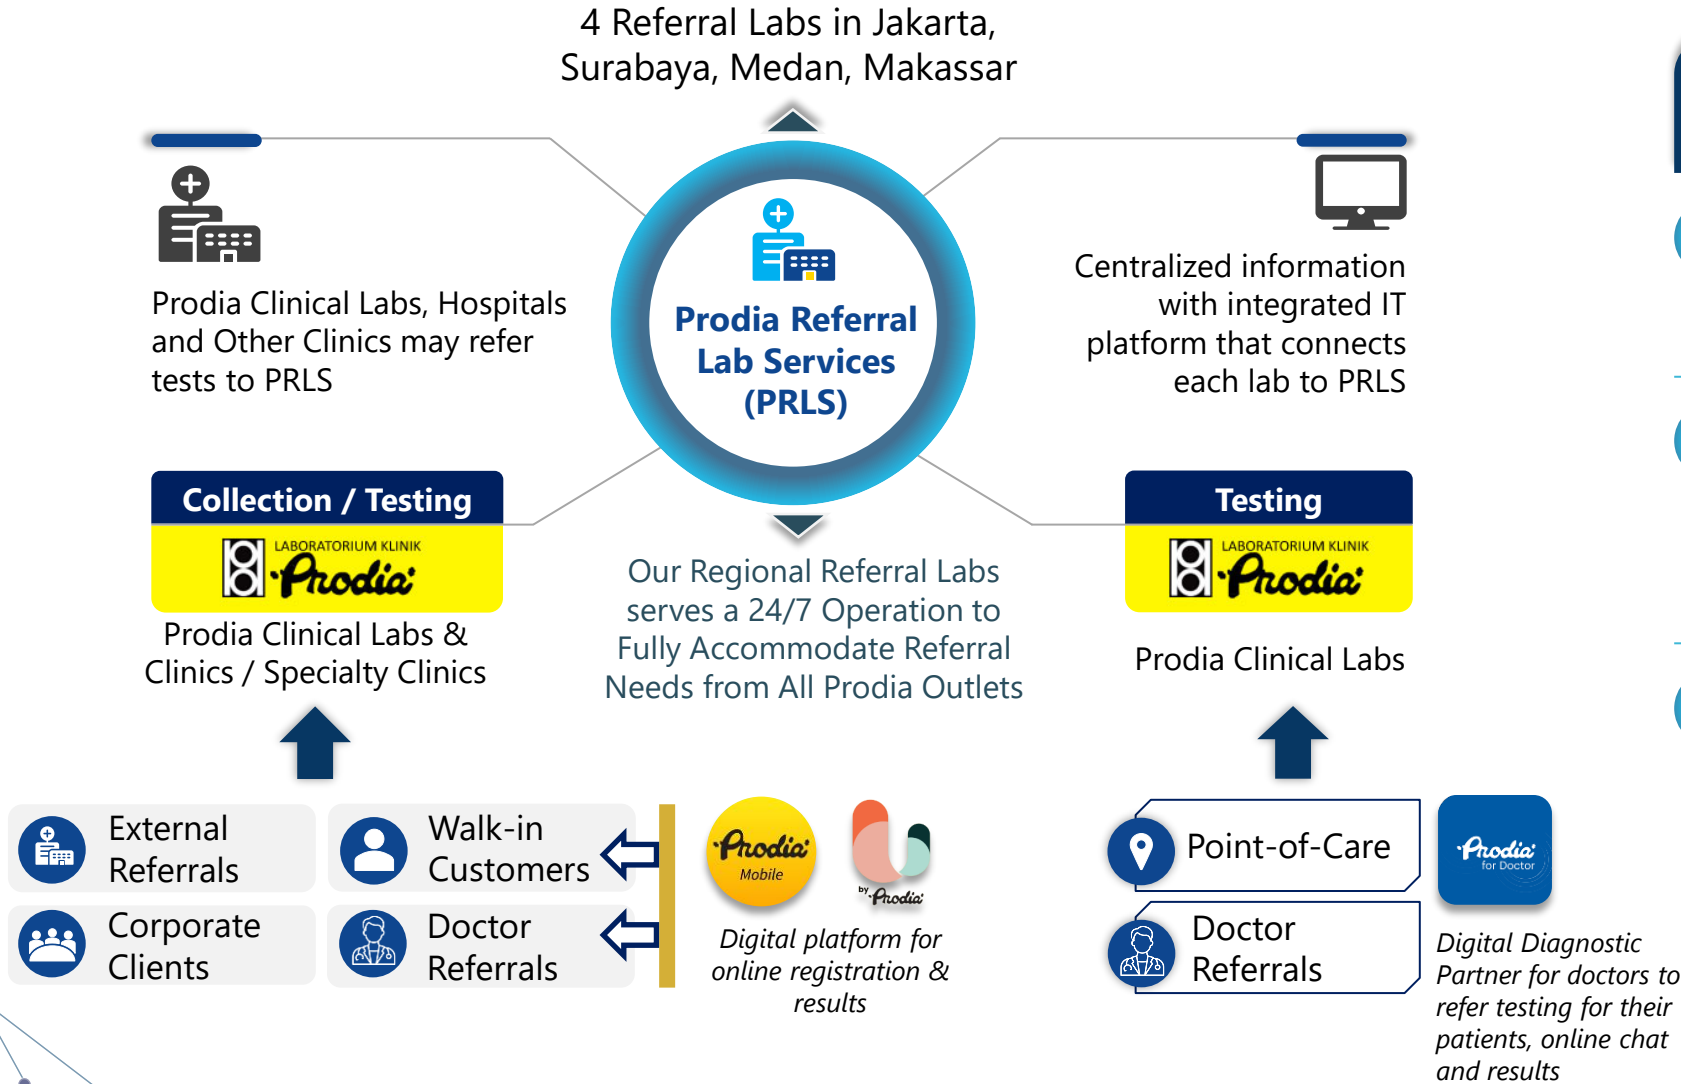 4 Referral Labs in Jakarta,
Surabaya, Medan, Makassar
Prodia Clinical Labs, Hospitals
and Other Clinics may refer
tests to PRLS
Prodia Referral
Lab Services
(PRLS)
Centralized information
with integrated IT
platform that connects
each lab to PRLS
Collection / Testing
LABORATORIUM KLINIK
Prodia
Prodia Clinical Labs &
Clinics / Specialty Clinics
Our Regional Referral Labs
serves a 24/7 Operation to
Fully Accommodate Referral
Needs from All Prodia Outlets
Testing
LABORATORIUM KLINIK
Prodia
Prodia Clinical Labs
External
Referrals
Walk-in
Customers
Corporate
Clients
Doctor
Referrals
Prodia
Mobile
by Prodia
Digital platform for
online registration &
results
Point-of-Care
Doctor
Referrals
Prodia
for Doctor
Digital Diagnostic
Partner for doctors to
refer testing for their
patients, online chat
and results